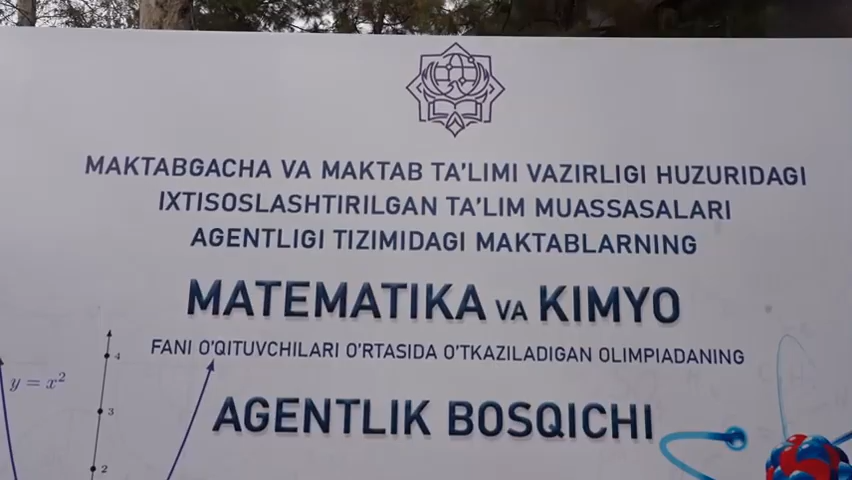 MAKTABGACHA VA MAKTAB TA'LIMI VAZIRLIGI HUZURIDAGI
IXTISOSLASHTIRILGAN TA'LIM MUASSASALARI
AGENTLIGI TIZIMIDAGI MAKTABLARNING
MATEMATIKA VA KIMYO
FANI O'QITUVCHILARI O'RTASIDA O'TKAZILADIGAN OLIMPIADANING
AGENTLIK BOSQICHI
y = x²
4
3
2